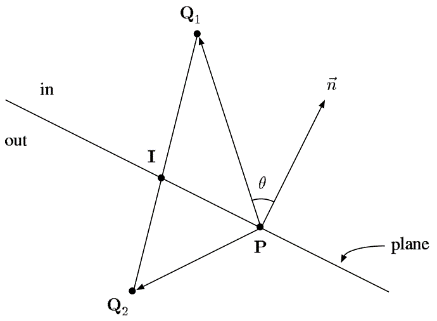 Q₁
n⃗
in
out
I
θ
P
plane
Q₂